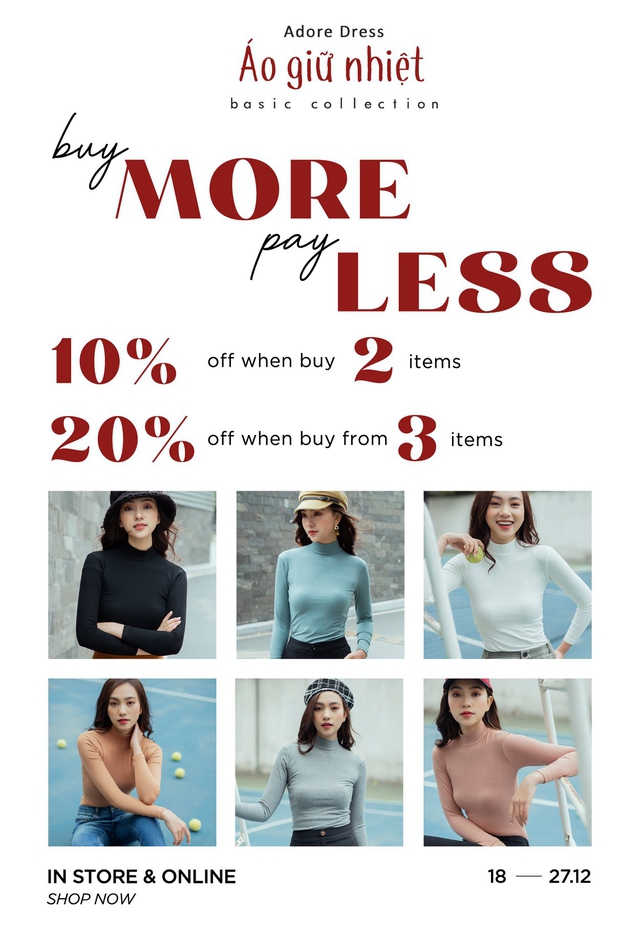 Adore Dress
Áo giữ nhiệt
basic collection
buy
MORE
pay
LESS
10% off when buy 2 items
20% off when buy from 3 items
IN STORE & ONLINE
SHOP NOW
18 — 27.12